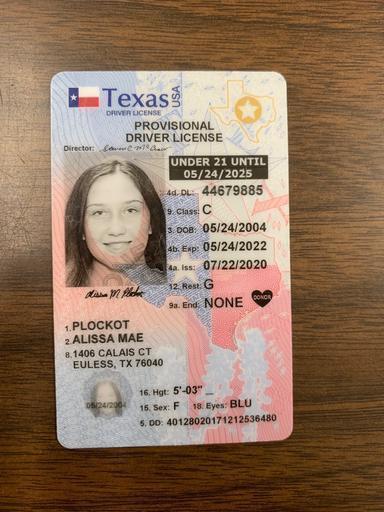 Texas USA
DRIVER LICENSE
PROVISIONAL
DRIVER LICENSE
Director:
UNDER 21 UNTIL
05/24/2025
4d. DL: 44679885
9. Class: C
3. DOB: 05/24/2004
4b. Exp: 05/24/2022
4a. Iss: 07/22/2020
12. Rest: G
9a. End: NONE
DONOR
Alissa M. Plockot
1. PLOCKOT
2. ALISSA MAE
8. 1406 CALAIS CT
EULESS, TX 76040
05/24/2004
16. Hgt: 5'-03"
15. Sex: F 18. Eyes: BLU
5. DD: 40128020171212536480